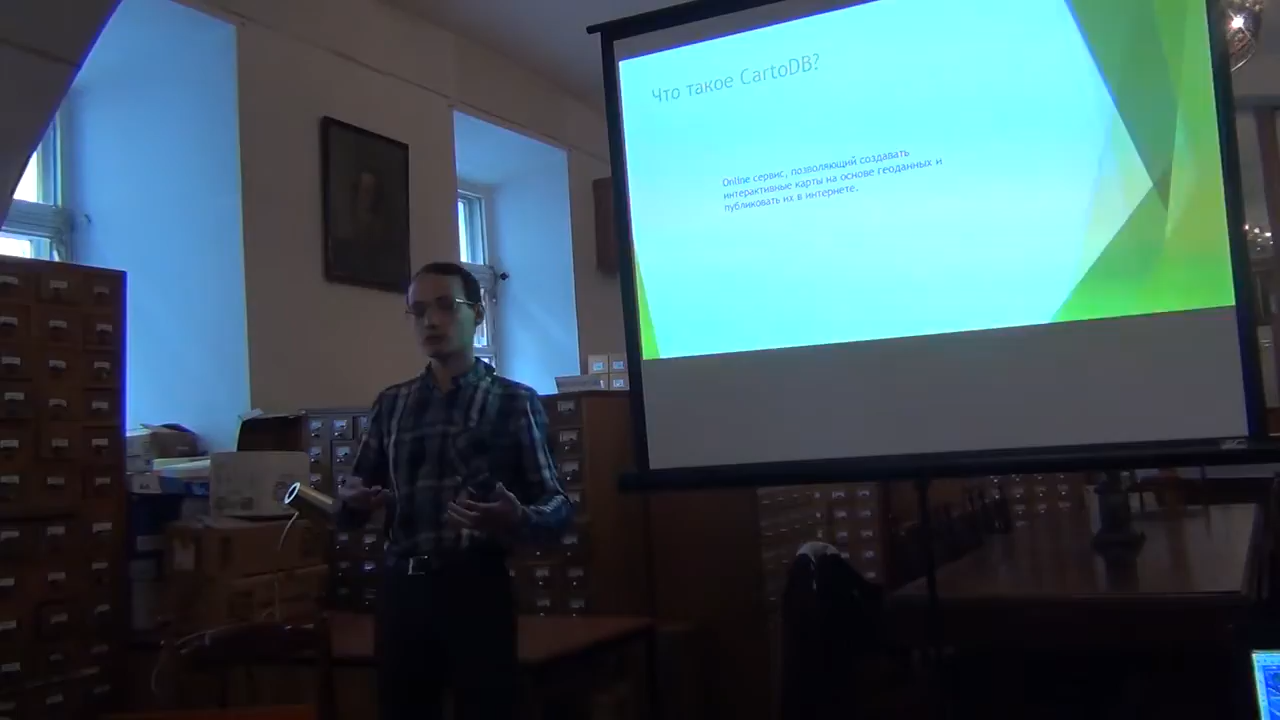 Что такое CartoDB?
Online сервис, позволяющий создавать
интерактивные карты на основе геоданных и
публиковать их в интернете.